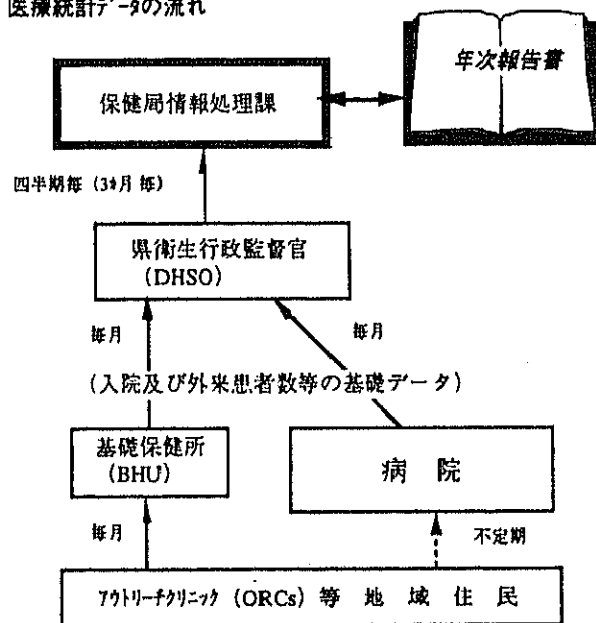 医療統計データの流れ
年次報告書
保健局情報処理課
四半期毎 (3ヶ月 毎)
県衛生行政監督官
(DHSO)
毎月
毎月
(入院及び外来患者数等の基礎データ)
基礎保健所
(BHU)
病 院
毎月
不定期
アウトリーチクリニック (ORCs) 等 地 域 住 民